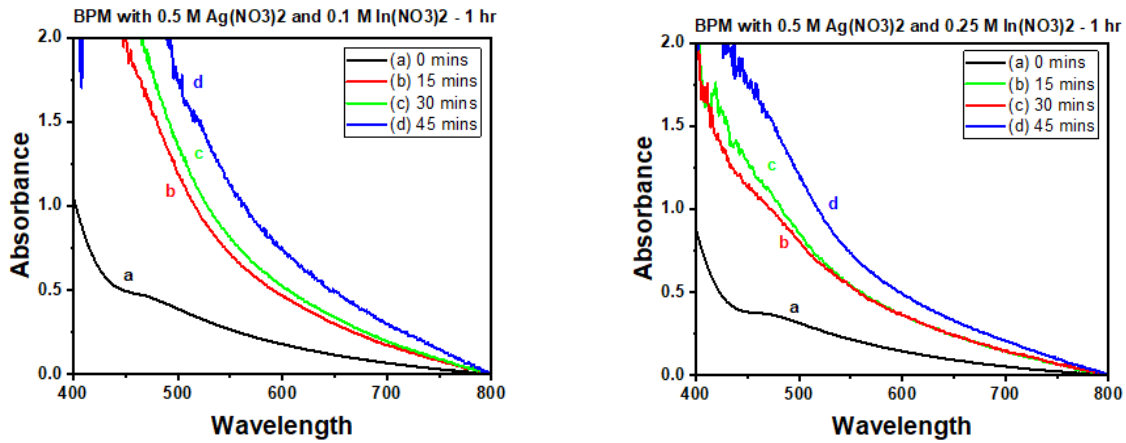 BPM with 0.5 M Ag(NO3)2 and 0.1 M In(NO3)2 - 1 hr
2.0
1.5
1.0
0.5
0.0
Absorbance
(a) 0 mins
(b) 15 mins
(c) 30 mins
(d) 45 mins
d
c
b
a
400
500
600
700
800
Wavelength
BPM with 0.5 M Ag(NO3)2 and 0.25 M In(NO3)2 - 1 hr
2.0
1.5
1.0
0.5
0.0
Absorbance
(a) 0 mins
(b) 15 mins
(c) 30 mins
(d) 45 mins
c
d
b
a
400
500
600
700
800
Wavelength